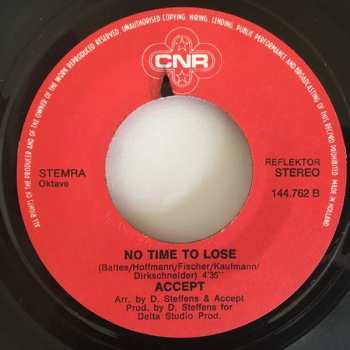 ALL RIGHTS OF THE PRODUCER AND OF THE OWNER OF THE WORK REPRODUCED RESERVED UNAUTHORISED COPYING HIRING, LENDING, PUBLIC PERFORMANCE AND BROADCASTING OF THIS RECORD PROHIBITED MADE IN HOLLAND
CNR
STEMRA
Oktave
REFLEKTOR
STEREO
144.762 B
NO TIME TO LOSE
(Battes/Hoffmann/Fischer/Kaufmann/
Dirkschneider) 4'35"
ACCEPT
Arr. by D. Steffens & Accept
Prod. by D. Steffens for
Delta Studio Prod.